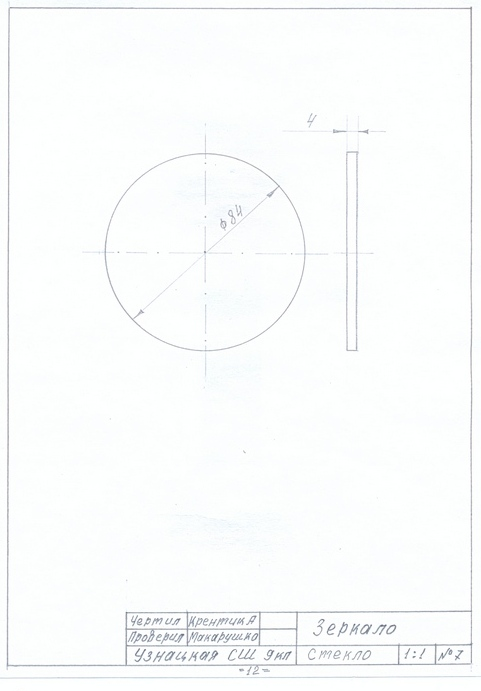 4
ø84
Чертил Крентик А
Проверил Макарушко
Зеркало
Узнацкая СШ 9кл Стекло 1:1 №7
=12=